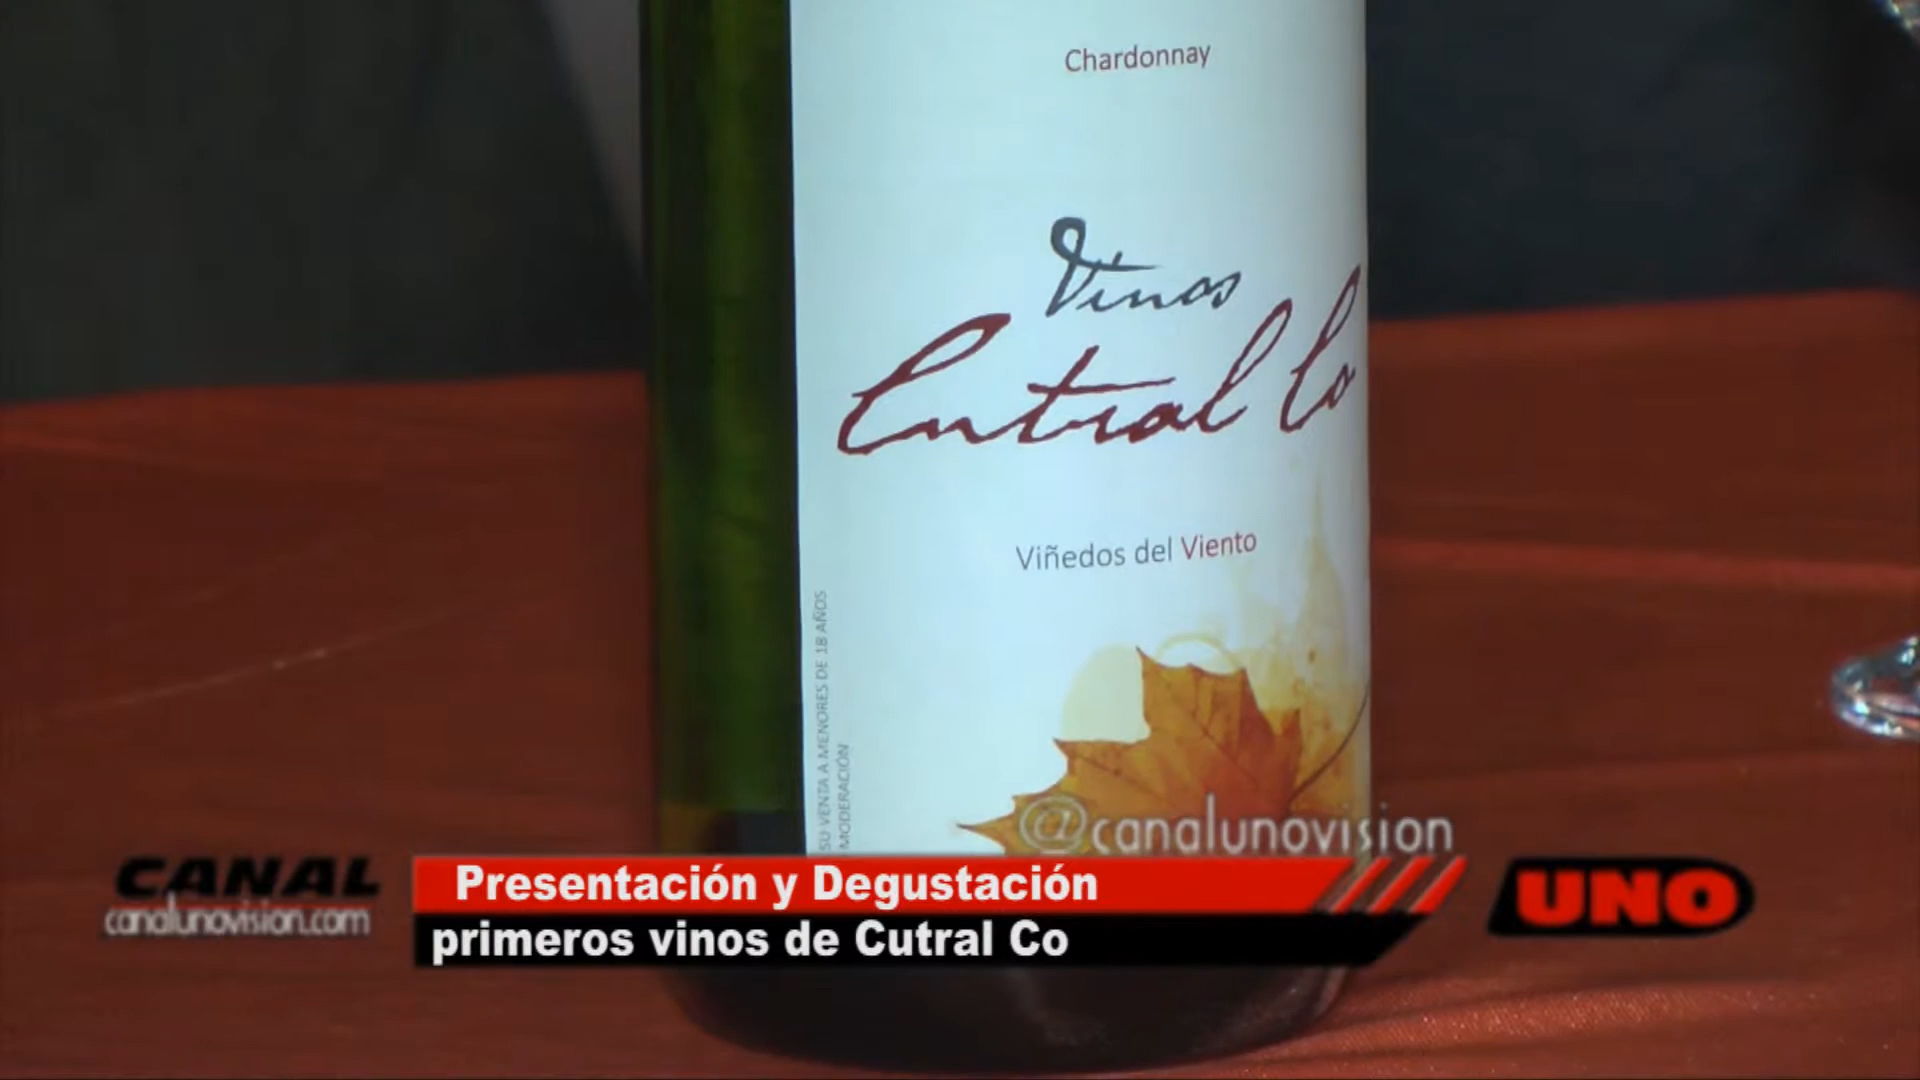 Chardonnay
Vinos
Cutral Co
Viñedos del Viento
SU VENTA A MENORES DE 18 AÑOS
MODERACIÓN
@canalunovision
CANAL
canalunovision.com
Presentación y Degustación
primeros vinos de Cutral Co
UNO